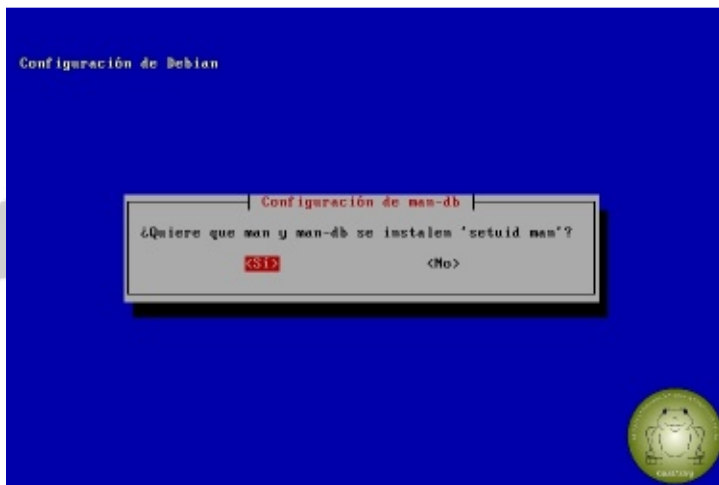 Configuración de Debian
Configuración de man-db
¿Quiere que man y man-db se instalen 'setuid man'?
<Sí> <No>